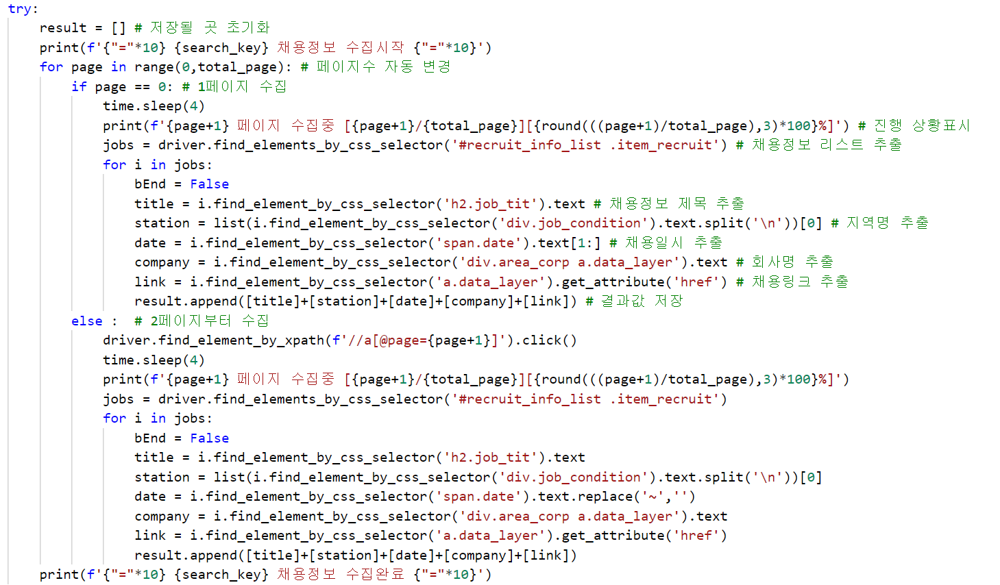 try:
    result = [] # 저장될 곳 초기화
    print(f'{"="*10} {search_key} 채용정보 수집시작 {"="*10}')
    for page in range(0,total_page): # 페이지수 자동 변경
        if page == 0: # 1페이지 수집
            time.sleep(4)
            print(f'{page+1} 페이지 수집중 [{page+1}/{total_page}][{round(((page+1)/total_page),3)*100}%]') # 진행 상황표시
            jobs = driver.find_elements_by_css_selector('#recruit_info_list .item_recruit') # 채용정보 리스트 추출
            for i in jobs:
                bEnd = False
                title = i.find_element_by_css_selector('h2.job_tit').text # 채용정보 제목 추출
                station = list(i.find_element_by_css_selector('div.job_condition').text.split('\n'))[0] # 지역명 추출
                date = i.find_element_by_css_selector('span.date').text[1:] # 채용일시 추출
                company = i.find_element_by_css_selector('div.area_corp a.data_layer').text # 회사명 추출
                link = i.find_element_by_css_selector('a.data_layer').get_attribute('href') # 채용링크 추출
                result.append([title]+[station]+[date]+[company]+[link]) # 결과값 저장
        else :  # 2페이지부터 수집
            driver.find_element_by_xpath(f'//a[@page={page+1}]').click()
            time.sleep(4)
            print(f'{page+1} 페이지 수집중 [{page+1}/{total_page}][{round(((page+1)/total_page),3)*100}%]')
            jobs = driver.find_elements_by_css_selector('#recruit_info_list .item_recruit')
            for i in jobs:
                bEnd = False
                title = i.find_element_by_css_selector('h2.job_tit').text
                station = list(i.find_element_by_css_selector('div.job_condition').text.split('\n'))[0]
                date = i.find_element_by_css_selector('span.date').text.replace('~','')
                company = i.find_element_by_css_selector('div.area_corp a.data_layer').text
                link = i.find_element_by_css_selector('a.data_layer').get_attribute('href')
                result.append([title]+[station]+[date]+[company]+[link])
    print(f'{"="*10} {search_key} 채용정보 수집완료 {"="*10}')